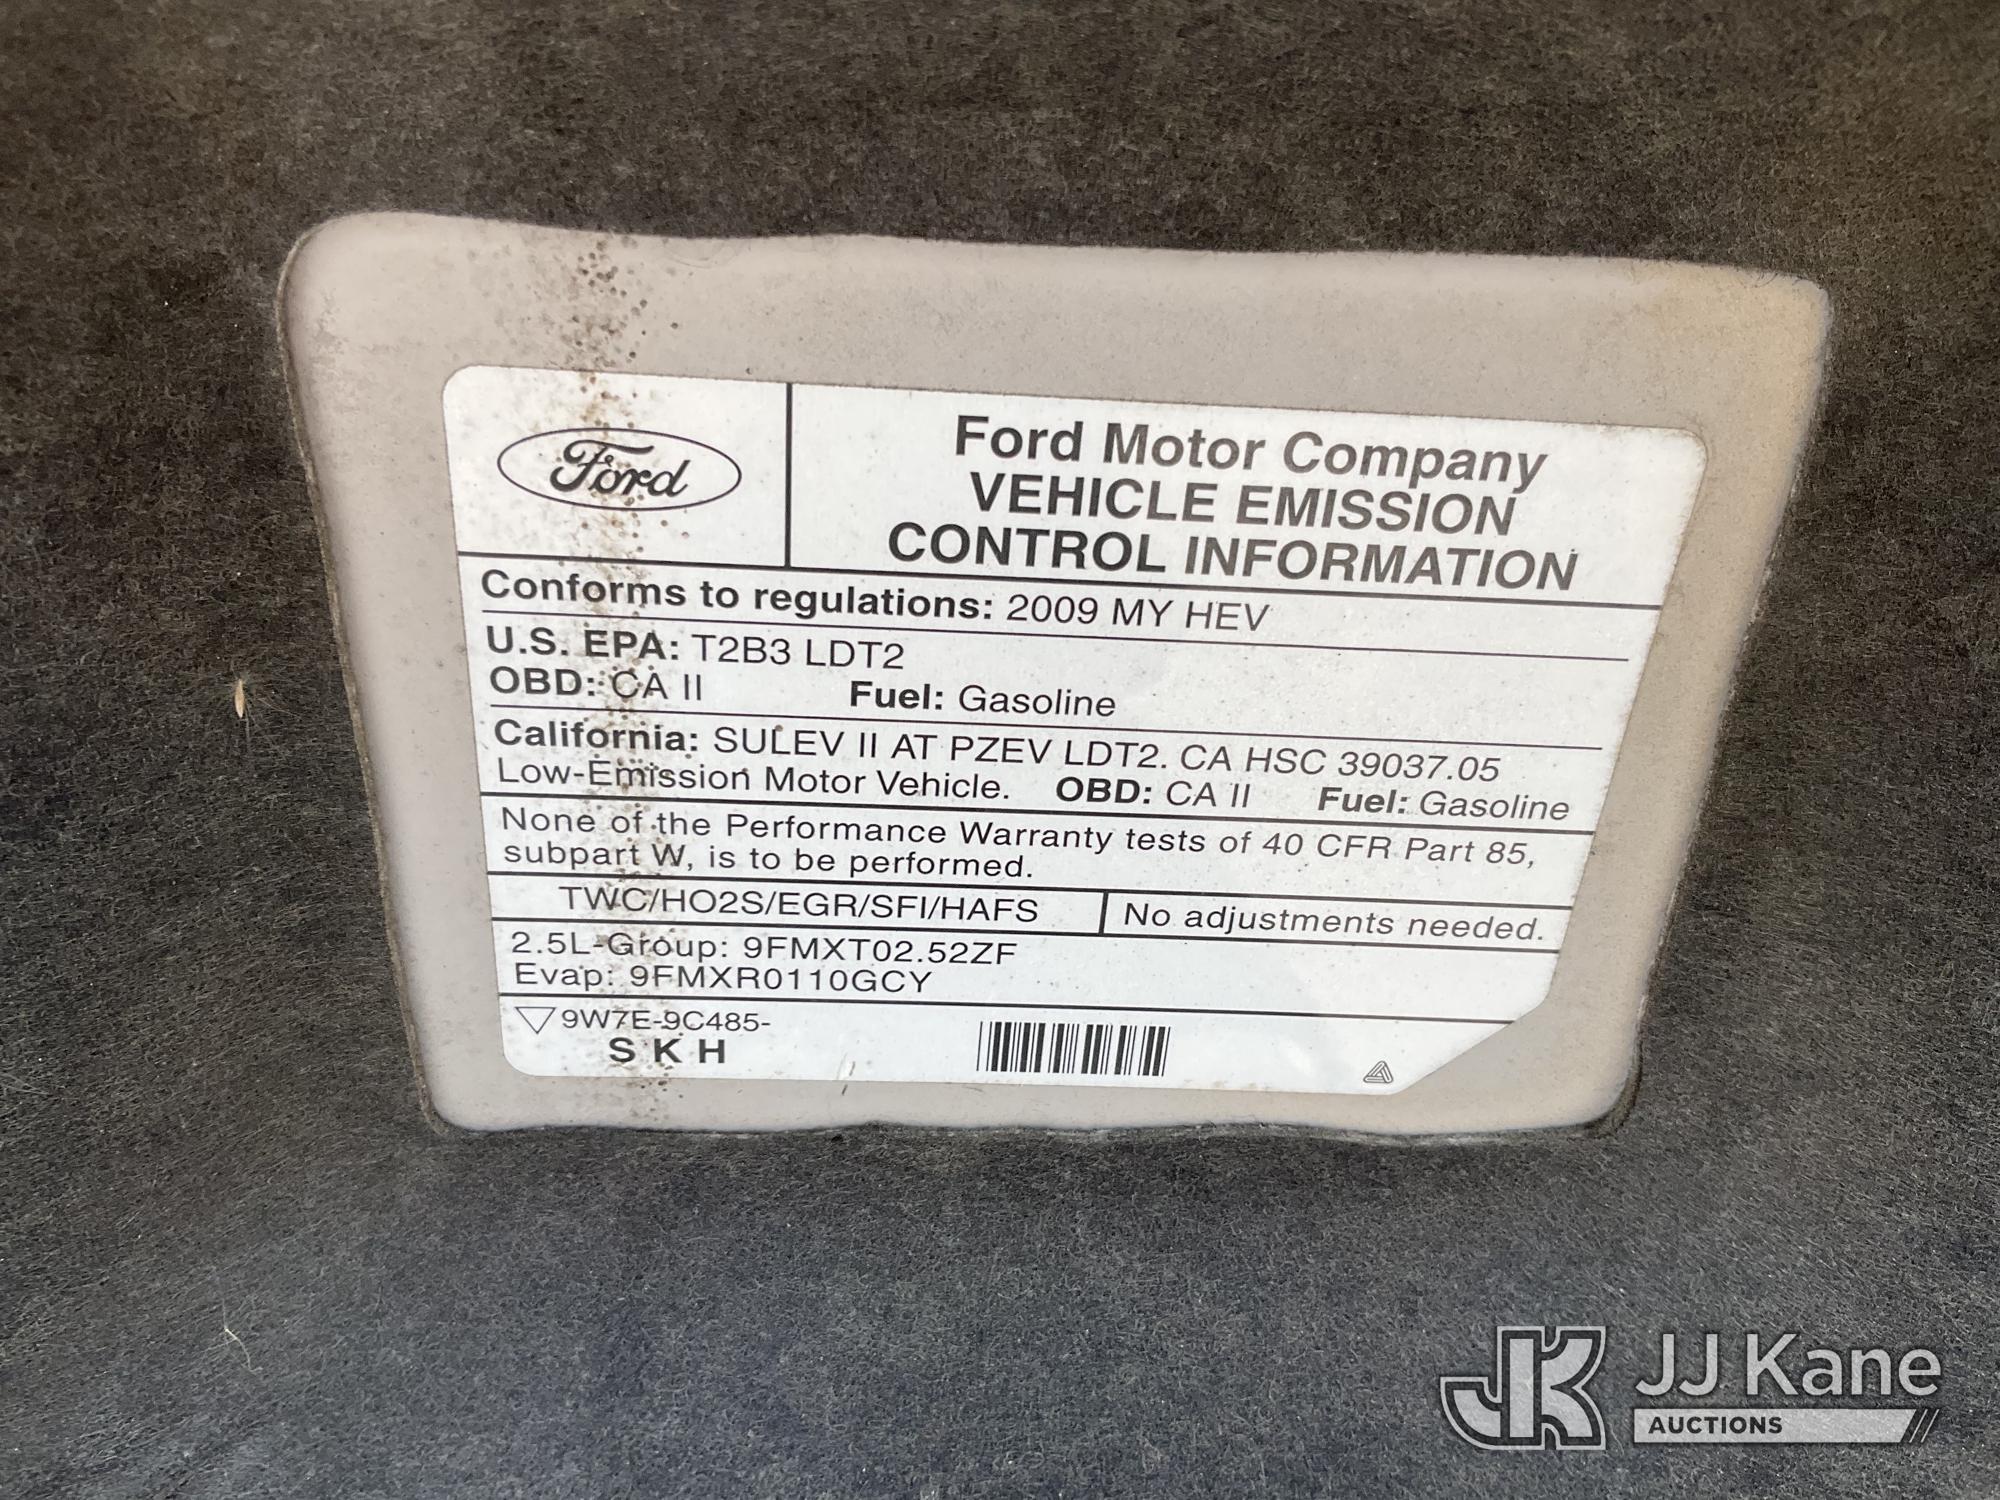 Ford
Ford Motor Company
VEHICLE EMISSION
CONTROL INFORMATION
Conforms to regulations: 2009 MY HEV
U.S. EPA: T2B3 LDT2
OBD: CA II Fuel: Gasoline
California: SULEV II AT PZEV LDT2. CA HSC 39037.05
Low-Emission Motor Vehicle. OBD: CA II Fuel: Gasoline
None of the Performance Warranty tests of 40 CFR Part 85,
subpart W, is to be performed.
TWC/HO2S/EGR/SFI/HAFS No adjustments needed.
2.5L-Group: 9FMXT02.52ZF
Evap: 9FMXR0110GCY
9W7E-9C485-
S K H
JK JJ Kane
AUCTIONS